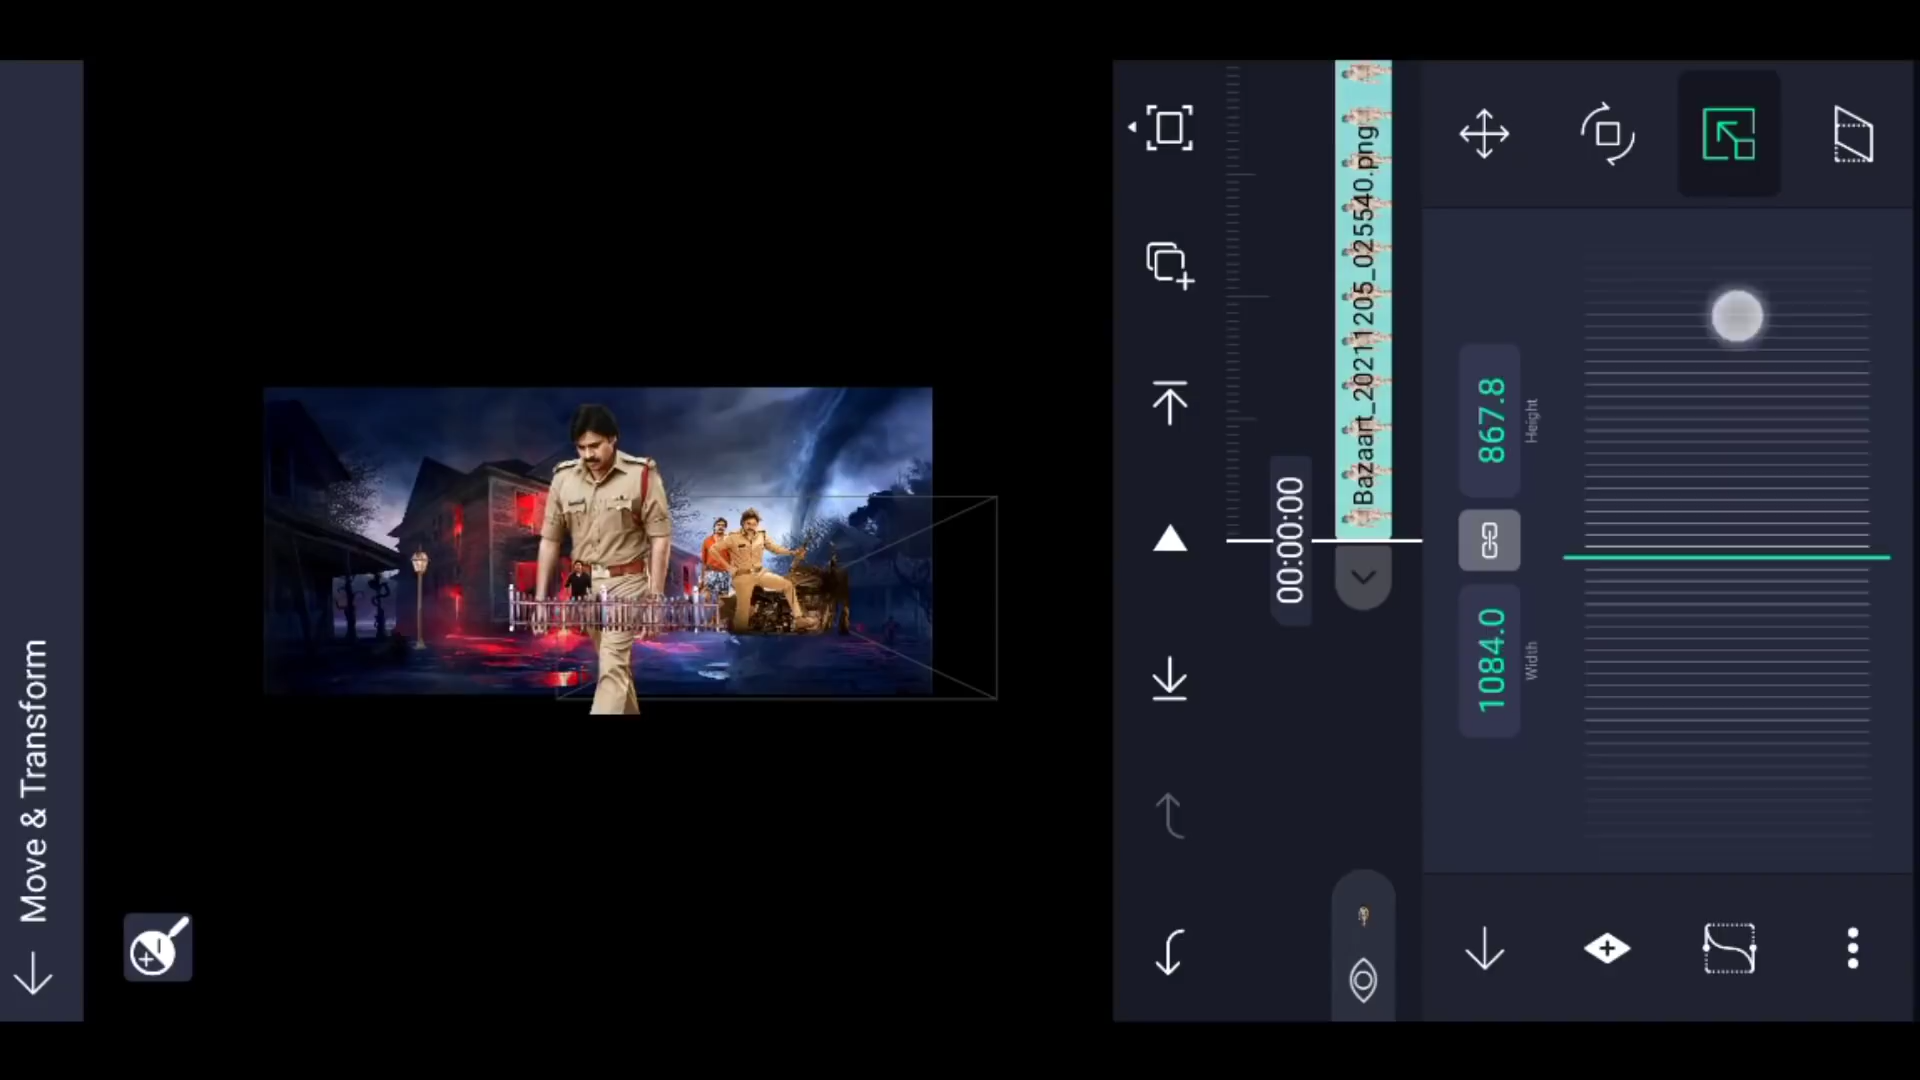 Move & Transform
00:00:00
Bazaart_20211205_025540.png
1084.0
Width
867.8
Height